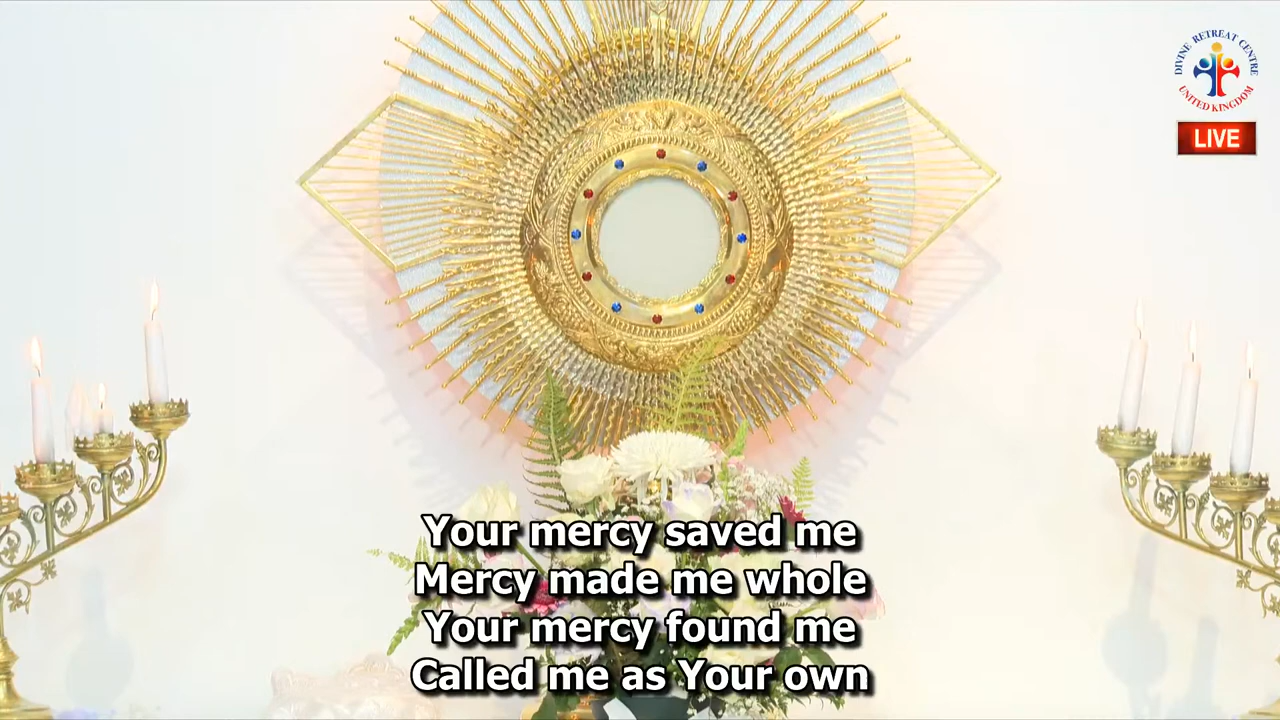 DIVINE RETREAT CENTRE
UNITED KINGDOM
LIVE
Your mercy saved me
Mercy made me whole
Your mercy found me
Called me as Your own